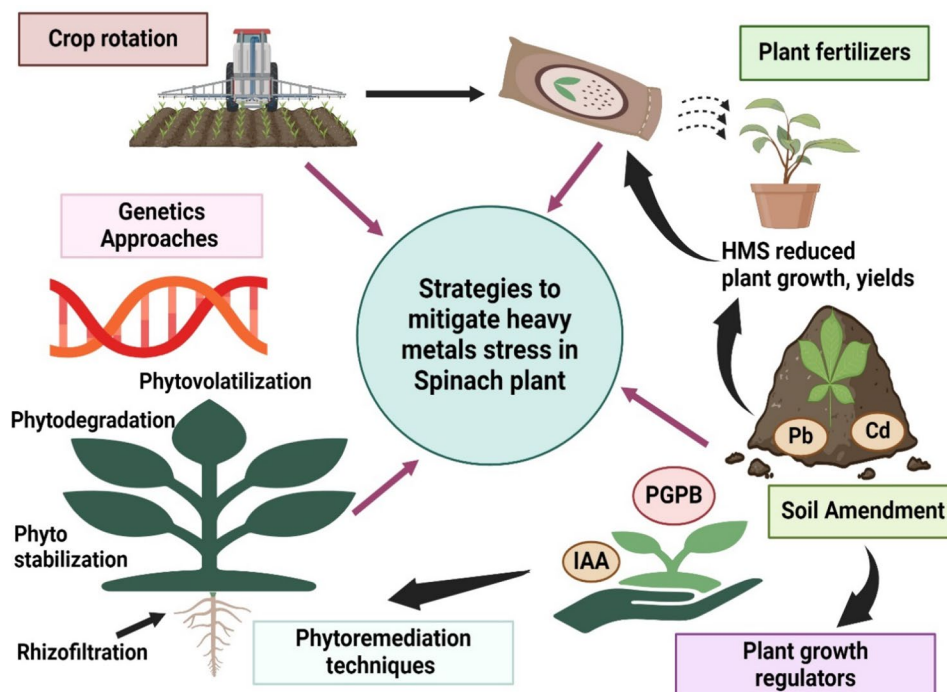 Crop rotation
Plant fertilizers
Genetics
Approaches
HMS reduced
plant growth, yields
Strategies to
mitigate heavy
metals stress in
Spinach plant
Phytovolatilization
Phytodegradation
Pb
Cd
PGPB
Soil Amendment
Phyto
stabilization
IAA
Rhizofiltration
Phytoremediation
techniques
Plant growth
regulators